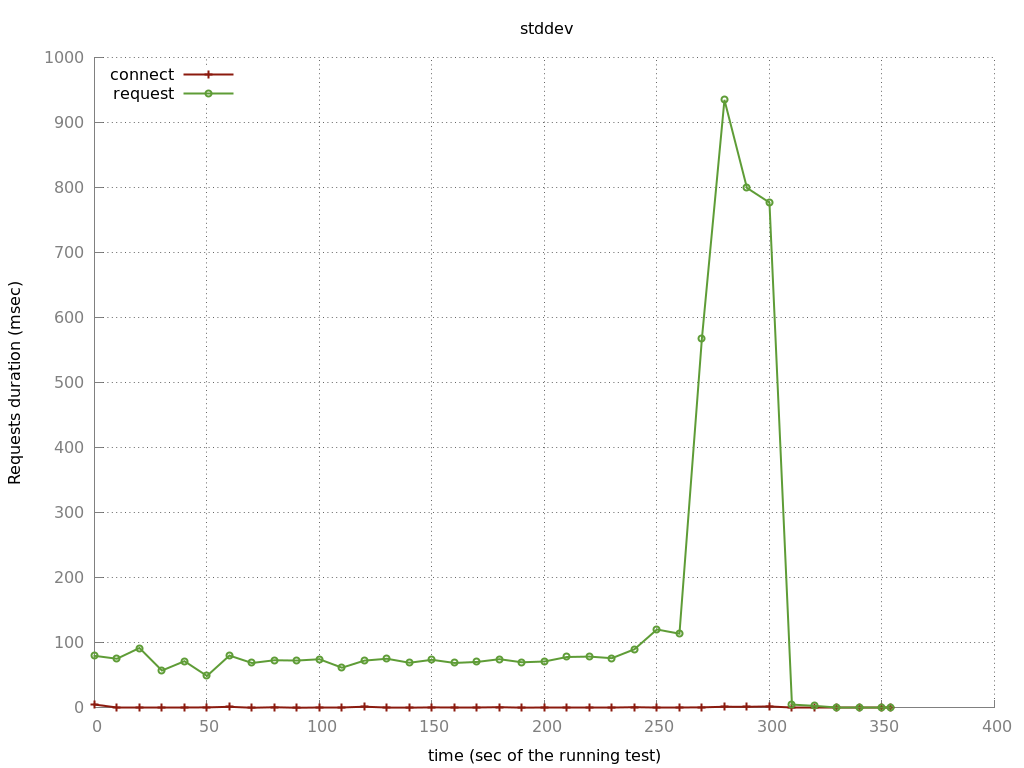 stddev
1000
connect
request
900
800
700
600
500
400
300
200
100
0
Requests duration (msec)
0 50 100 150 200 250 300 350 400
time (sec of the running test)